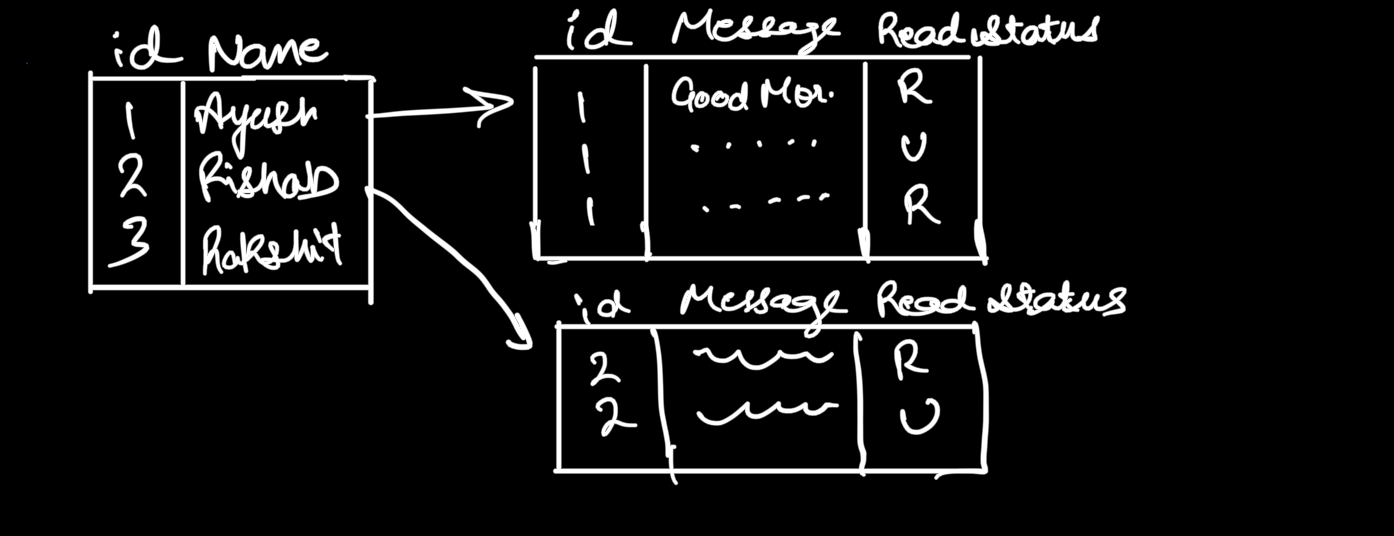 id Name
1 Ayush
2 Rishab
3 Rakshit
id Message Read status
1 Good Mor. R
1 ..... U
1 ..-..... R
id Message Read status
2 R
2 U